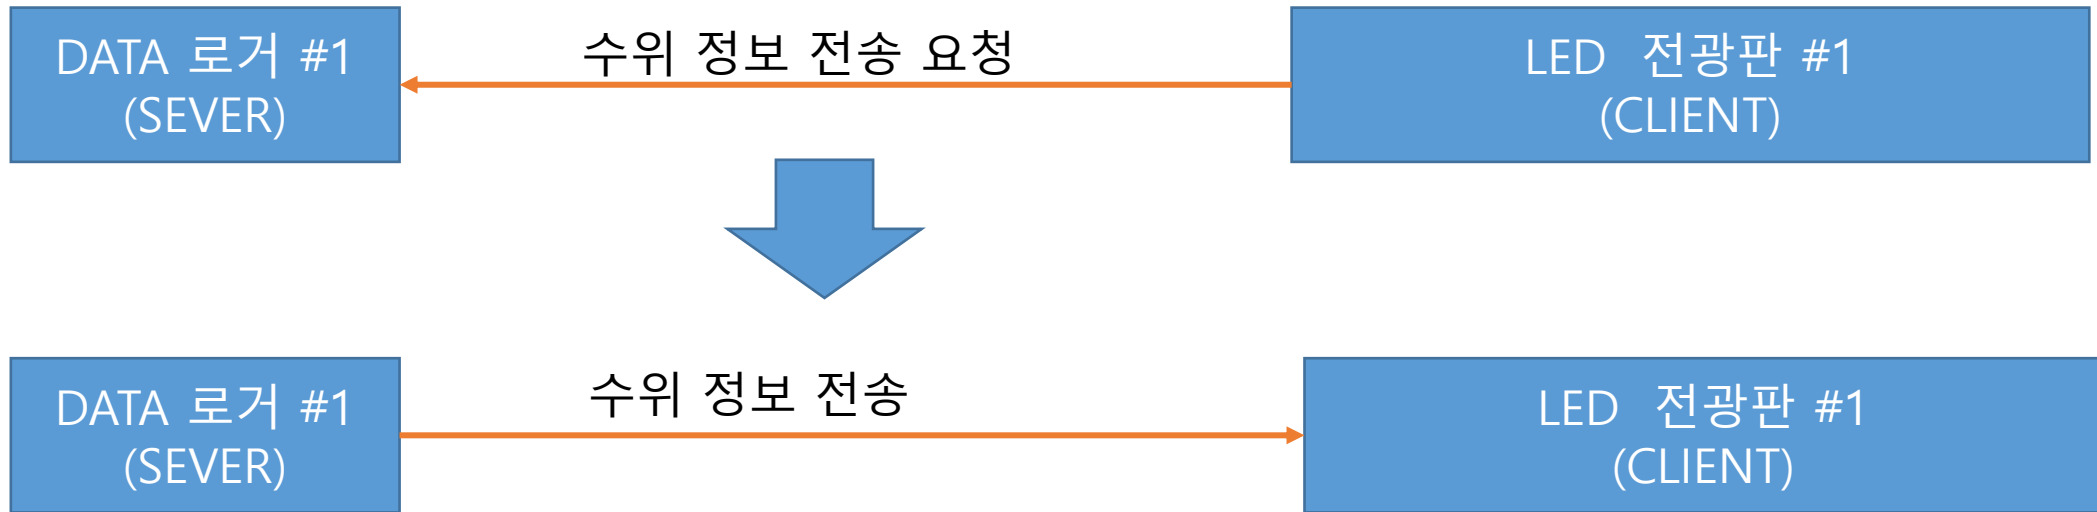 DATA 로거 #1
(SEVER)
수위 정보 전송 요청
LED 전광판 #1
(CLIENT)
DATA 로거 #1
(SEVER)
수위 정보 전송
LED 전광판 #1
(CLIENT)